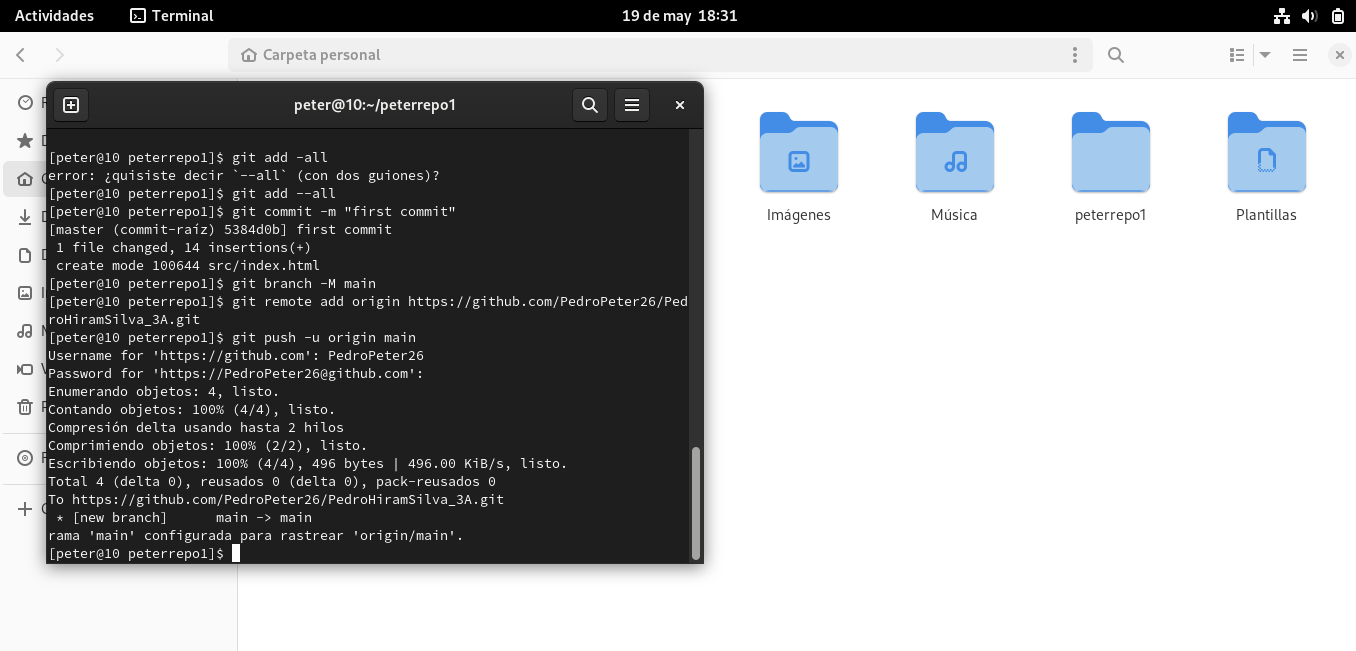 Actividades
Terminal
19 de may 18:31
Carpeta personal
peter@10:~/peterrepo1
[peter@10 peterrepo1]$ git add -all
error: ¿quisiste decir `--all` (con dos guiones)?
[peter@10 peterrepo1]$ git add --all
[peter@10 peterrepo1]$ git commit -m "first commit"
[master (commit-raíz) 5384d0b] first commit
1 file changed, 14 insertions(+)
create mode 100644 src/index.html
[peter@10 peterrepo1]$ git branch -M main
[peter@10 peterrepo1]$ git remote add origin https://github.com/PedroPeter26/Ped
roHiramSilva_3A.git
[peter@10 peterrepo1]$ git push -u origin main
Username for 'https://github.com': PedroPeter26
Password for 'https://PedroPeter26@github.com':
Enumerando objetos: 4, listo.
Contando objetos: 100% (4/4), listo.
Compresión delta usando hasta 2 hilos
Comprimiendo objetos: 100% (2/2), listo.
Escribiendo objetos: 100% (4/4), 496 bytes | 496.00 KiB/s, listo.
Total 4 (delta 0), reusados 0 (delta 0), pack-reusados 0
To https://github.com/PedroPeter26/PedroHiramSilva_3A.git
* [new branch]      main -> main
rama 'main' configurada para rastrear 'origin/main'.
[peter@10 peterrepo1]$
Imágenes
Música
peterrepo1
Plantillas